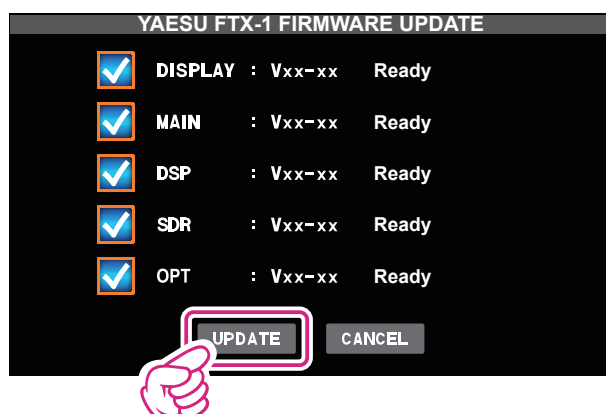 YAESU FTX-1 FIRMWARE UPDATE
DISPLAY : Vxx-xx Ready
MAIN : Vxx-xx Ready
DSP : Vxx-xx Ready
SDR : Vxx-xx Ready
OPT : Vxx-xx Ready
UPDATE CANCEL